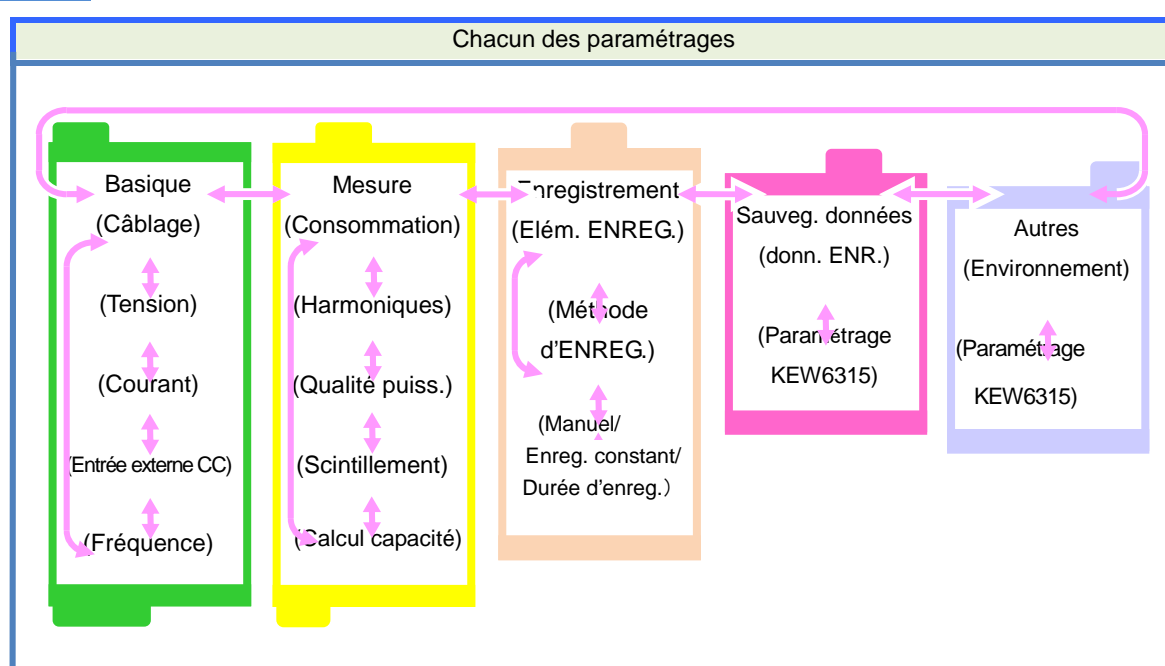 Chacun des paramétrages
Basique
(Câblage)
(Tension)
(Courant)
(Entrée externe CC)
(Fréquence)
Mesure
(Consommation)
(Harmoniques)
(Qualité puiss.)
(Scintillement)
(Calcul capacité)
Enregistrement
(Elém. ENREG.)
(Méthode
d’ENREG.)
(Manuel/
Enreg. constant/
Durée d’enreg.)
Sauveg. données
(donn. ENR.)
(Paramétrage
KEW6315)
Autres
(Environnement)
(Paramétrage
KEW6315)